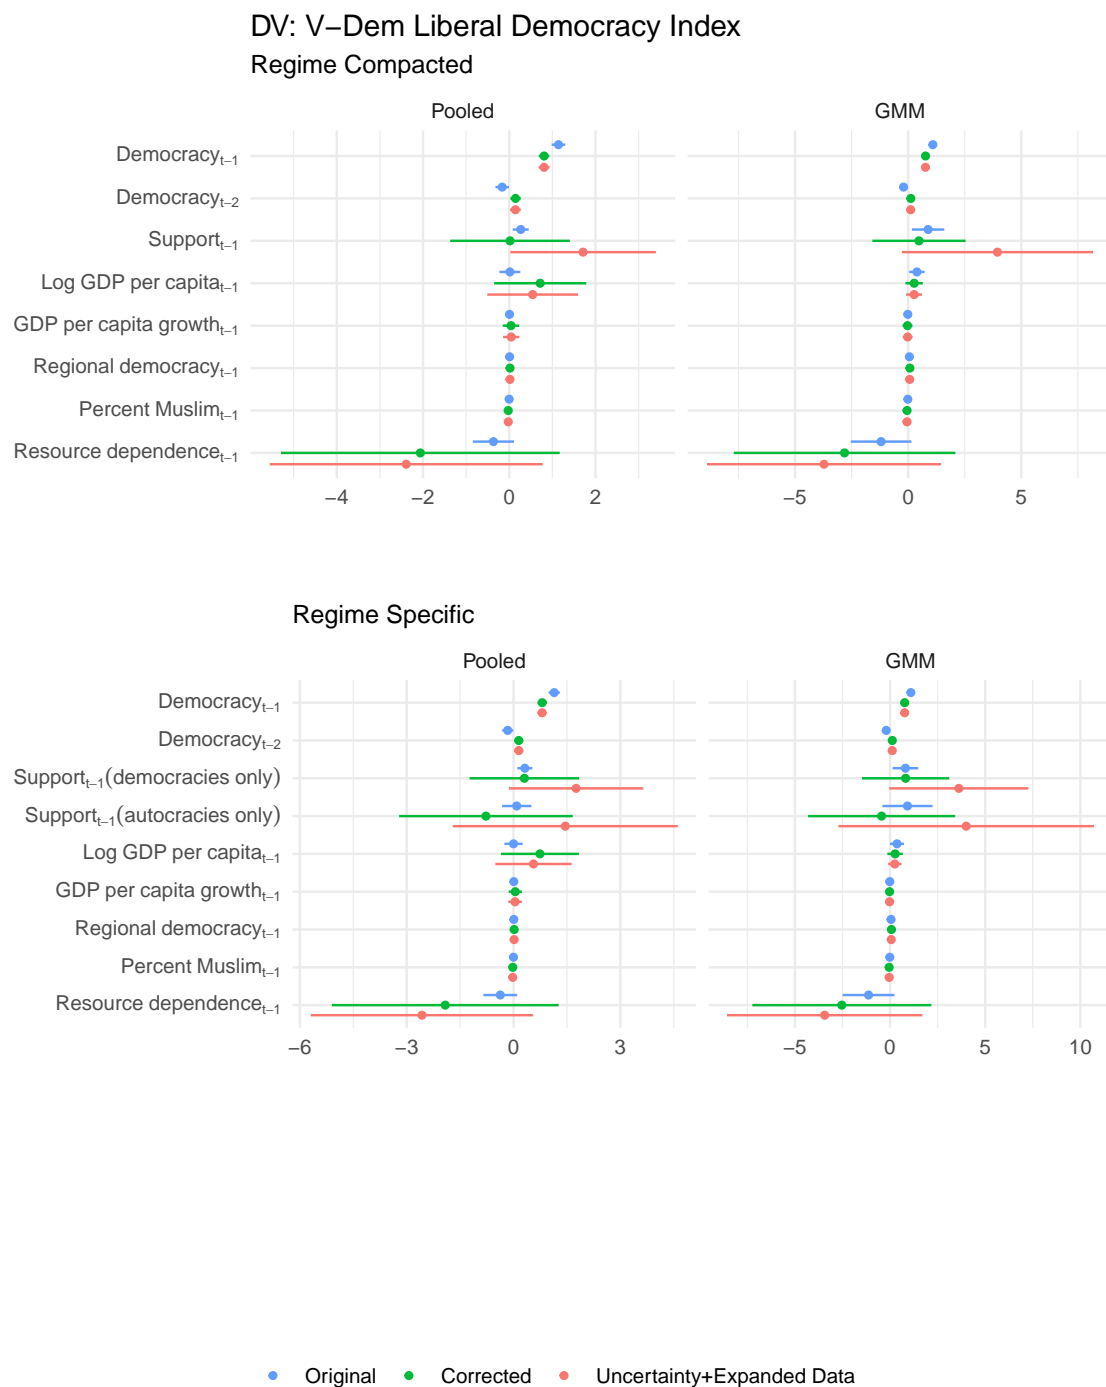 DV: V−Dem Liberal Democracy Index
Regime Compacted
Pooled GMM
Democracyt−1
Democracyt−2
Supportt−1
Log GDP per capitat−1
GDP per capita growtht−1
Regional democracyt−1
Percent Muslimt−1
Resource dependencet−1
−4 −2 0 2 −5 0 5
Regime Specific
Pooled GMM
Democracyt−1
Democracyt−2
Supportt−1(democracies only)
Supportt−1(autocracies only)
Log GDP per capitat−1
GDP per capita growtht−1
Regional democracyt−1
Percent Muslimt−1
Resource dependencet−1
−6 −3 0 3 −5 0 5 10
Original Corrected Uncertainty+Expanded Data